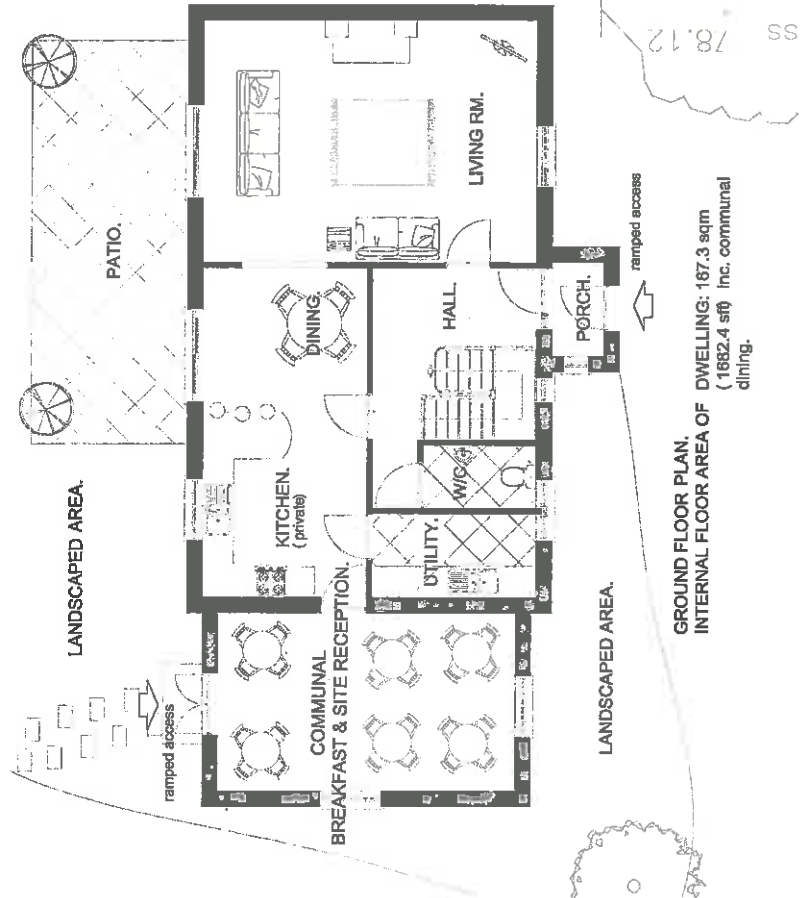 PATIO.
LANDSCAPED AREA.
LIVING RM.
DINING.
HALL.
KITCHEN.
( private)
W/C.
UTILITY.
PORCH.
ramped access
COMMUNAL
BREAKFAST & SITE RECEPTION.
ramped access
LANDSCAPED AREA.
GROUND FLOOR PLAN.
INTERNAL FLOOR AREA OF DWELLING: 167.3 sqm
( 1682.4 sft) inc. communal
dining.
78.12
SS